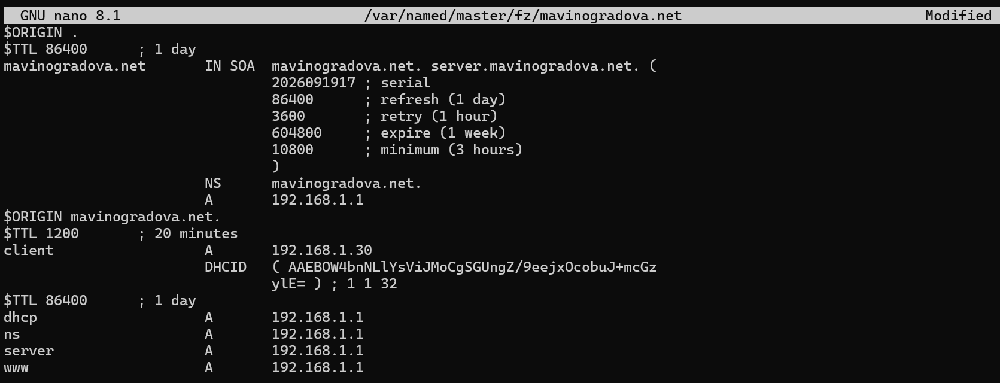 GNU nano 8.1 /var/named/master/fz/mavinogradova.net Modified
$ORIGIN .
$TTL 86400 ; 1 day
mavinogradova.net IN SOA mavinogradova.net. server.mavinogradova.net. (
2026091917 ; serial
86400 ; refresh (1 day)
3600 ; retry (1 hour)
604800 ; expire (1 week)
10800 ; minimum (3 hours)
)
NS mavinogradova.net.
A 192.168.1.1
$ORIGIN mavinogradova.net.
$TTL 1200 ; 20 minutes
client A 192.168.1.30
DHCID ( AAEBOW4bnNLlYsViJMoCgSGUngZ/9eejxOcobuJ+mcGz
ylE= ) ; 1 1 32
$TTL 86400 ; 1 day
dhcp A 192.168.1.1
ns A 192.168.1.1
server A 192.168.1.1
www A 192.168.1.1